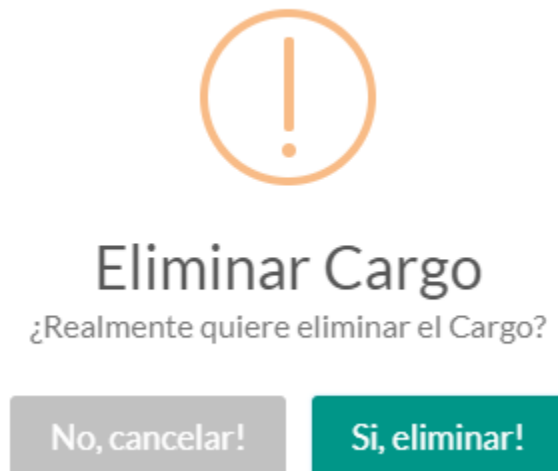 Eliminar Cargo
¿Realmente quiere eliminar el Cargo?
No, cancelar!
Si, eliminar!